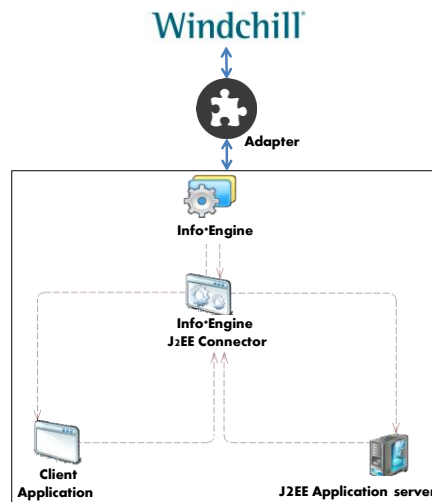 Windchill®
Adapter
Info•Engine
Info•Engine
J2EE Connector
Client
Application
J2EE Application server